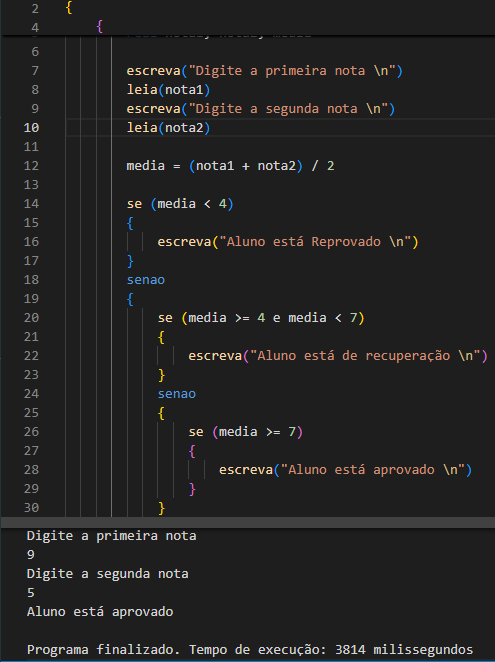 2 {
4 {
6
7 escreva("Digite a primeira nota \n")
8 leia(nota1)
9 escreva("Digite a segunda nota \n")
10 leia(nota2)
11
12 media = (nota1 + nota2) / 2
13
14 se (media < 4)
15 {
16 escreva("Aluno está Reprovado \n")
17 }
18 senao
19 {
20 se (media >= 4 e media < 7)
21 {
22 escreva("Aluno está de recuperação \n")
23 }
24 senao
25 {
26 se (media >= 7)
27 {
28 escreva("Aluno está aprovado \n")
29 }
30 }
Digite a primeira nota
9
Digite a segunda nota
5
Aluno está aprovado
Programa finalizado. Tempo de execução: 3814 milissegundos